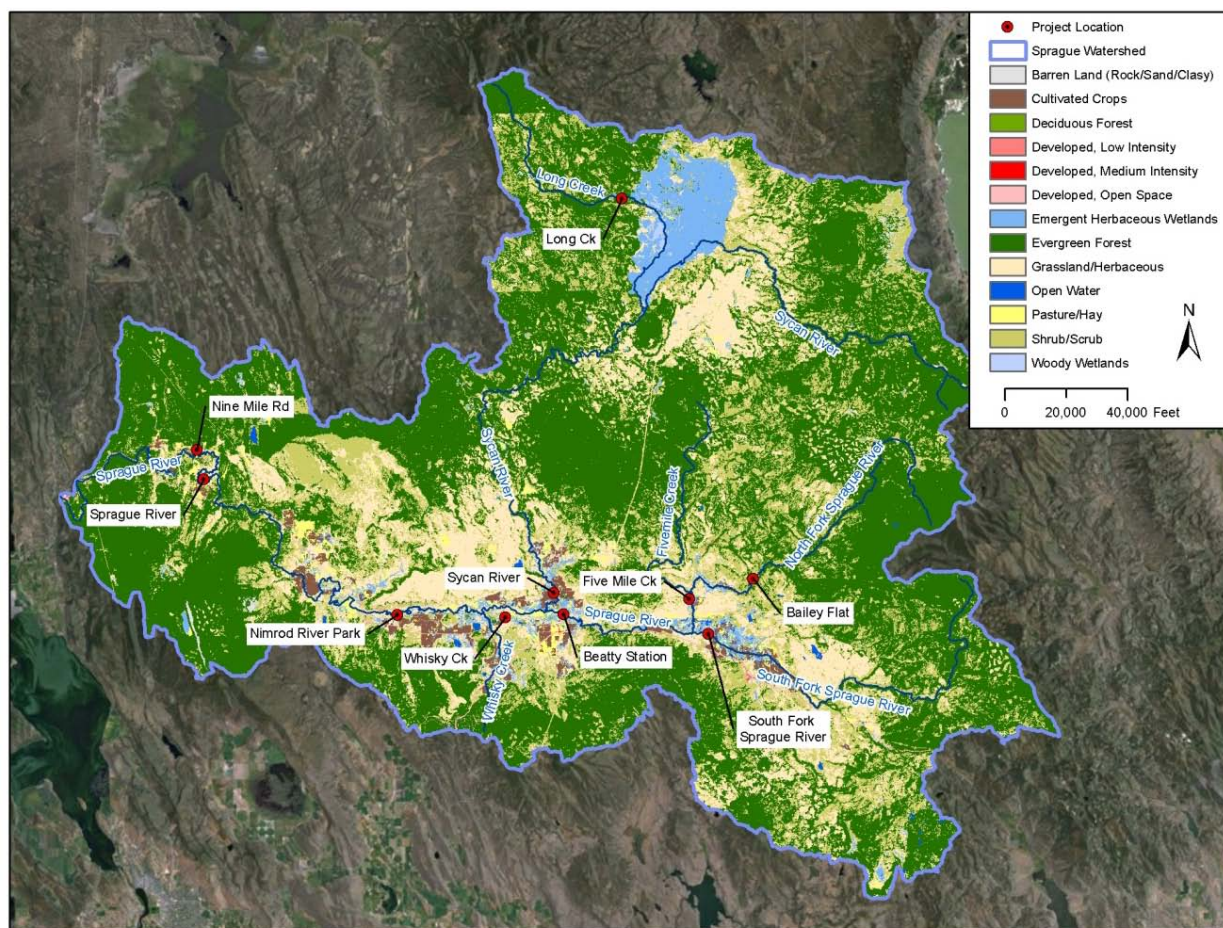 Project Location
Sprague Watershed
Barren Land (Rock/Sand/Clasy)
Cultivated Crops
Deciduous Forest
Developed, Low Intensity
Developed, Medium Intensity
Developed, Open Space
Emergent Herbaceous Wetlands
Evergreen Forest
Grassland/Herbaceous
Open Water
Pasture/Hay
Shrub/Scrub
Woody Wetlands
N
0 20,000 40,000 Feet
Long Creek
Long Ck
Sycan River
Nine Mile Rd
Sprague River
Sprague River
Sycan River
Fivemile Creek
North Fork Sprague River
Sycan River
Five Mile Ck
Bailey Flat
Nimrod River Park
Sprague River
Whisky Ck
Beatty Station
Whisky Creek
South Fork Sprague River
South Fork
Sprague River